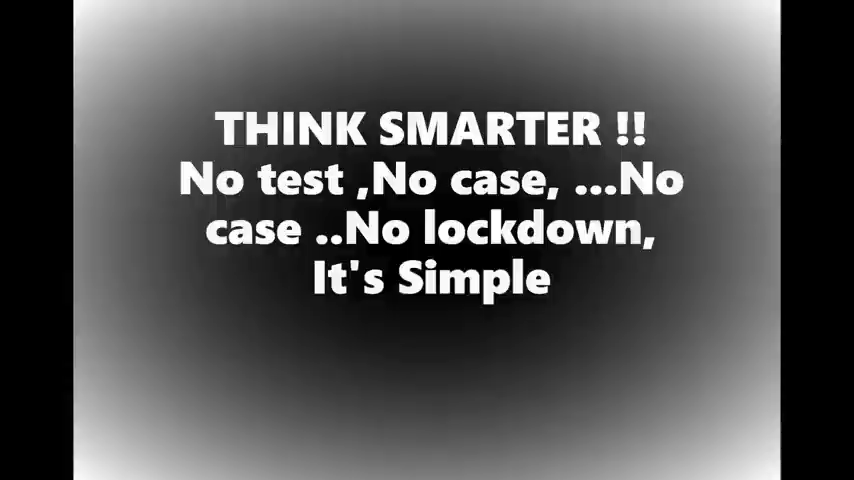 THINK SMARTER !!
No test ,No case, ...No
case ..No lockdown,
It's Simple